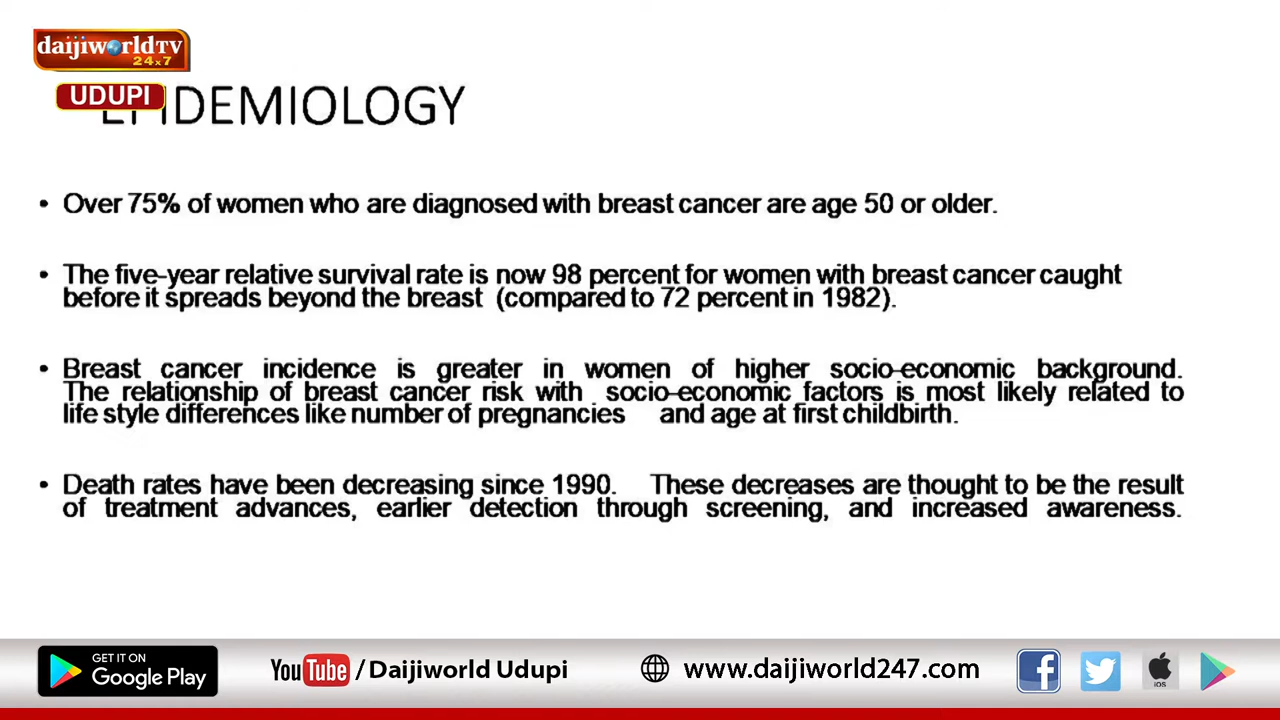 daijiworldTV
24x7
UDUPI
EPIDEMIOLOGY
• Over 75% of women who are diagnosed with breast cancer are age 50 or older.
• The five-year relative survival rate is now 98 percent for women with breast cancer caught
before it spreads beyond the breast (compared to 72 percent in 1982).
• Breast cancer incidence is greater in women of higher socio-economic background.
The relationship of breast cancer risk with socio-economic factors is most likely related to
life style differences like number of pregnancies and age at first childbirth.
• Death rates have been decreasing since 1990. These decreases are thought to be the result
of treatment advances, earlier detection through screening, and increased awareness.
GET IT ON
Google Play
YouTube / Daijiworld Udupi
www.daijiworld247.com
iOS